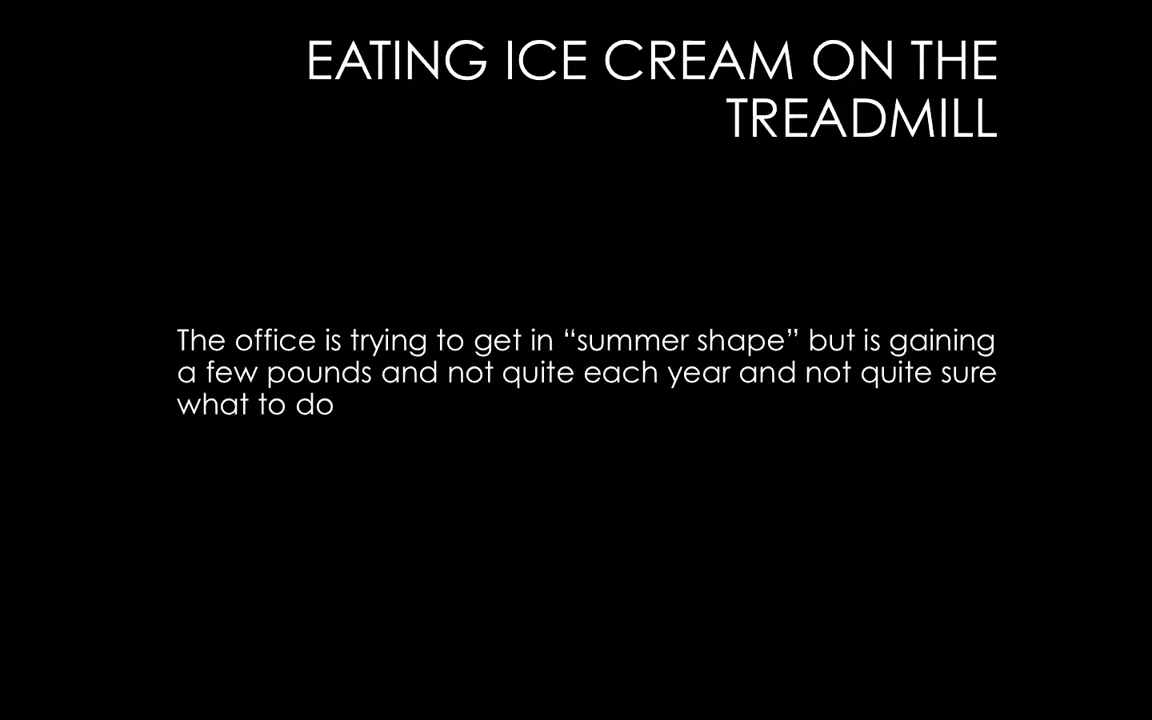 EATING ICE CREAM ON THE
TREADMILL
The office is trying to get in “summer shape” but is gaining
a few pounds and not quite each year and not quite sure
what to do